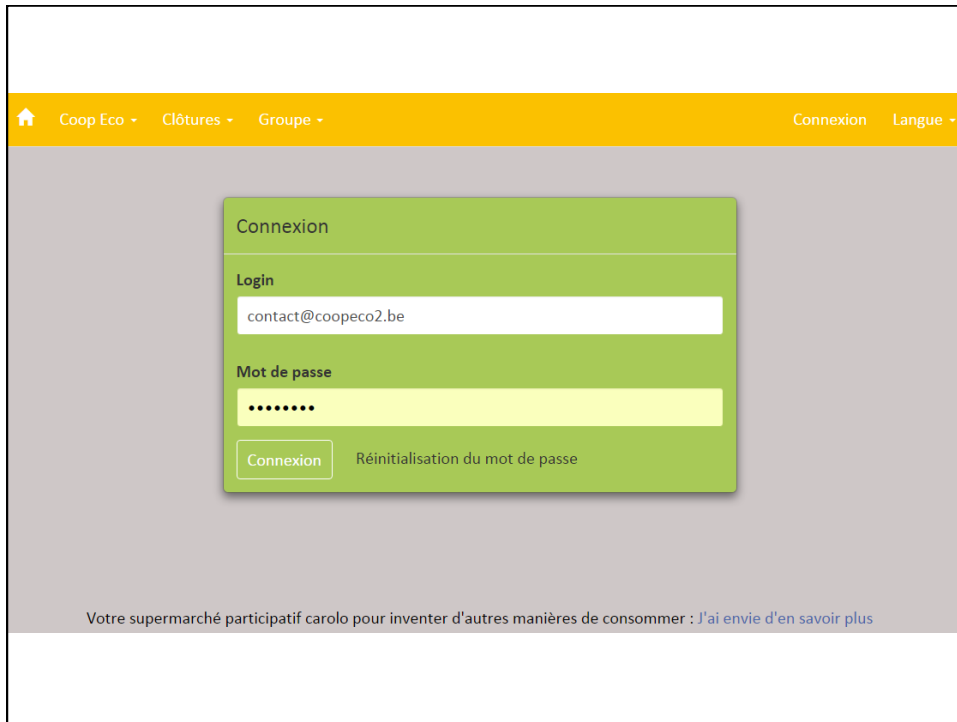 Coop Eco Clôtures Groupe Connexion Langue
Connexion
Login
contact@coopeco2.be
Mot de passe
••••••••
Connexion Réinitialisation du mot de passe
Votre supermarché participatif carolo pour inventer d'autres manières de consommer : J'ai envie d'en savoir plus